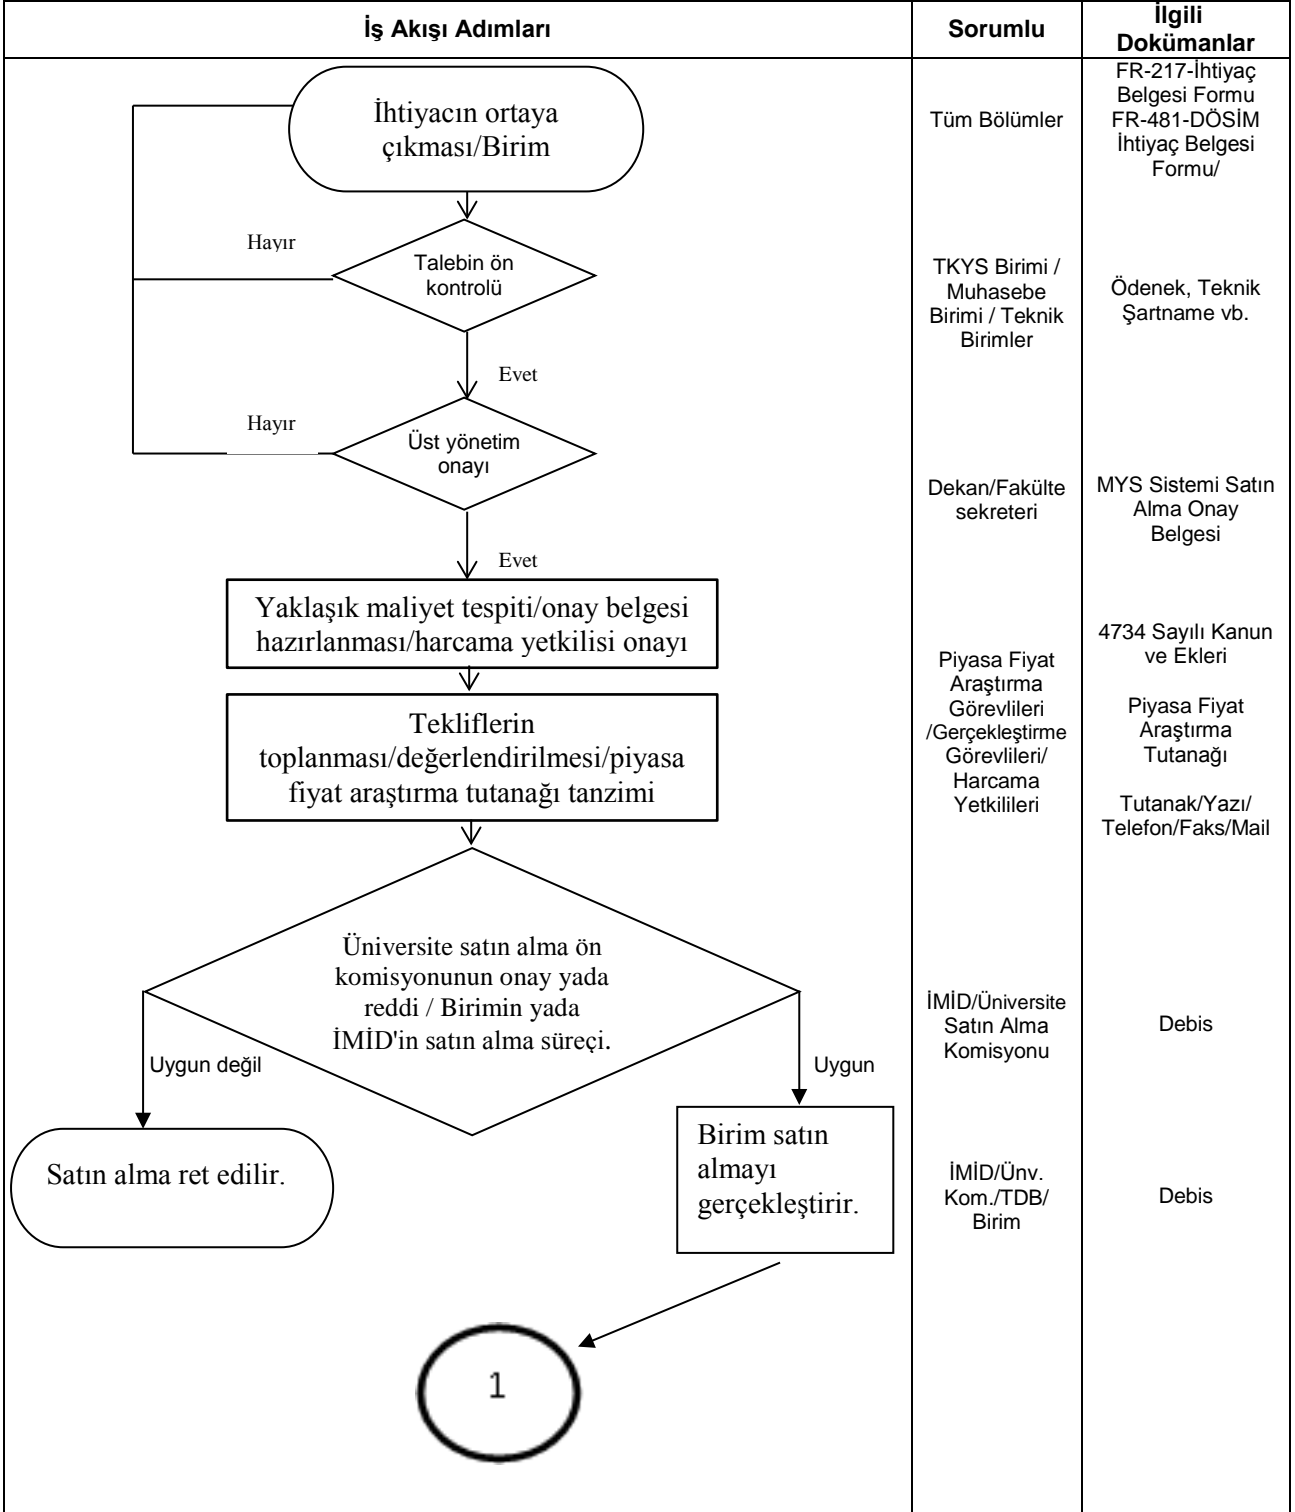 İş Akışı Adımları
Sorumlu
İlgili
Dokümanlar
İhtiyacın ortaya
çıkması/Birim
Tüm Bölümler
FR-217-İhtiyaç
Belgesi Formu
FR-481-DÖSİM
İhtiyaç Belgesi
Formu/
Hayır
Talebin ön
kontrolü
TKYS Birimi /
Muhasebe
Birimi / Teknik
Birimler
Ödenek, Teknik
Şartname vb.
Evet
Hayır
Üst yönetim
onayı
Dekan/Fakülte
sekreteri
MYS Sistemi Satın
Alma Onay
Belgesi
Evet
Yaklaşık maliyet tespiti/onay belgesi
hazırlanması/harcama yetkilisi onayı
Tekliflerin
toplanması/değerlendirilmesi/piyasa
fiyat araştırma tutanağı tanzimi
Piyasa Fiyat
Araştırma
Görevlileri
/Gerçekleştirme
Görevlileri/
Harcama
Yetkilileri
4734 Sayılı Kanun
ve Ekleri
Piyasa Fiyat
Araştırma
Tutanağı
Tutanak/Yazı/
Telefon/Faks/Mail
Üniversite satın alma ön
komisyonunun onay yada
reddi / Birimin yada
İMİD'in satın alma süreçi.
İMİD/Üniversite
Satın Alma
Komisyonu
Debis
Uygun değil
Uygun
Satın alma ret edilir.
Birim satın
almayı
gerçekleştirir.
İMİD/Ünv.
Kom./TDB/
Birim
Debis
1